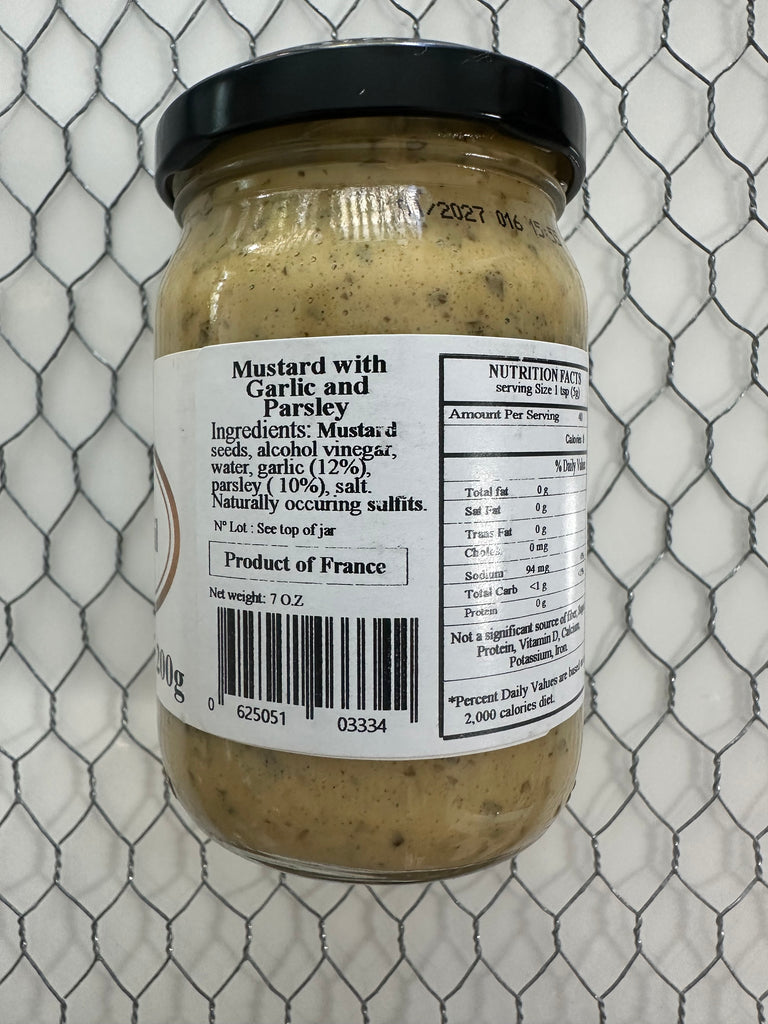 /2027 016
Mustard with
Garlic and
Parsley
Ingredients: Mustard
seeds, alcohol vinegar,
water, garlic (12%),
parsley ( 10%), salt.
Naturally occuring sulfits.
N° Lot : See top of jar
Product of France
Net weight: 7 O.Z
0 625051 03334
00g
NUTRITION FACTS
serving Size 1 tsp (5g)
Amount Per Serving
Calories
% Daily
Total fat 0 g
Sat Fat 0 g
Trans Fat 0 g
Choles. 0 mg
Sodium 94 mg
Total Carb <1 g
Protein 0 g
Not a significant source of fiber,
Protein, Vitamin D, Calcium,
Potassium, Iron.
*Percent Daily Values are based
2,000 calories diet.